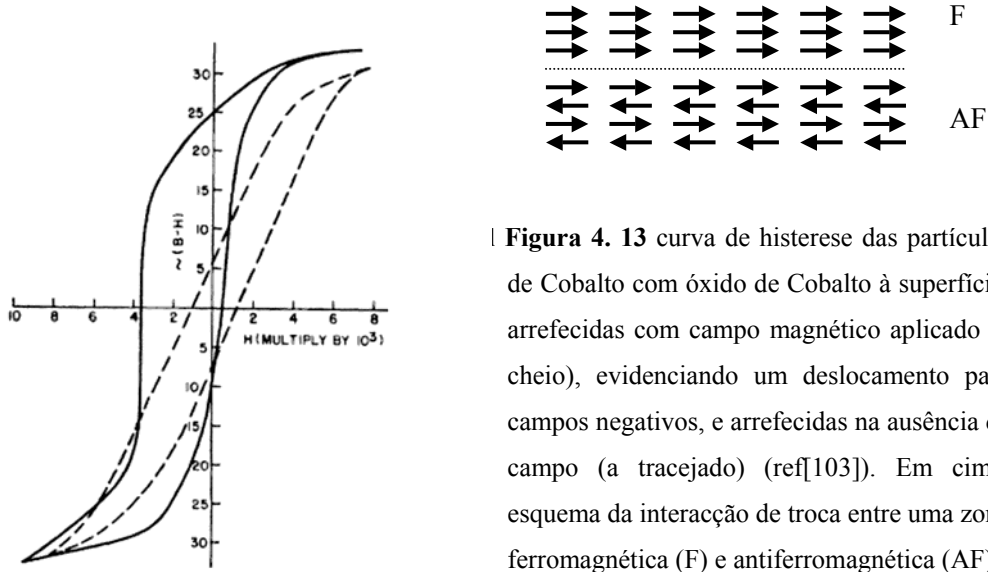 F
AF
30
25
20
15
10
5
~(B-H)
10 8 6 4 2 2 4 6 8
H (MULTIPLY BY 10³)
5
10
15
20
25
30
Figura 4. 13 curva de histerese das partícul
de Cobalto com óxido de Cobalto à superfíci
arrefecidas com campo magnético aplicado
cheio), evidenciando um deslocamento pa
campos negativos, e arrefecidas na ausência
campo (a tracejado) (ref[103]). Em cim
esquema da interacção de troca entre uma zon
ferromagnética (F) e antiferromagnética (AF)